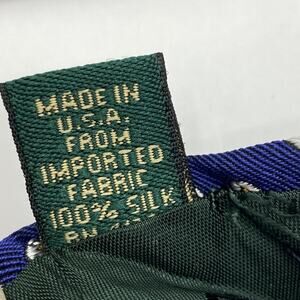 MADE IN
U.S.A.
FROM
IMPORTED
FABRIC
100% SILK